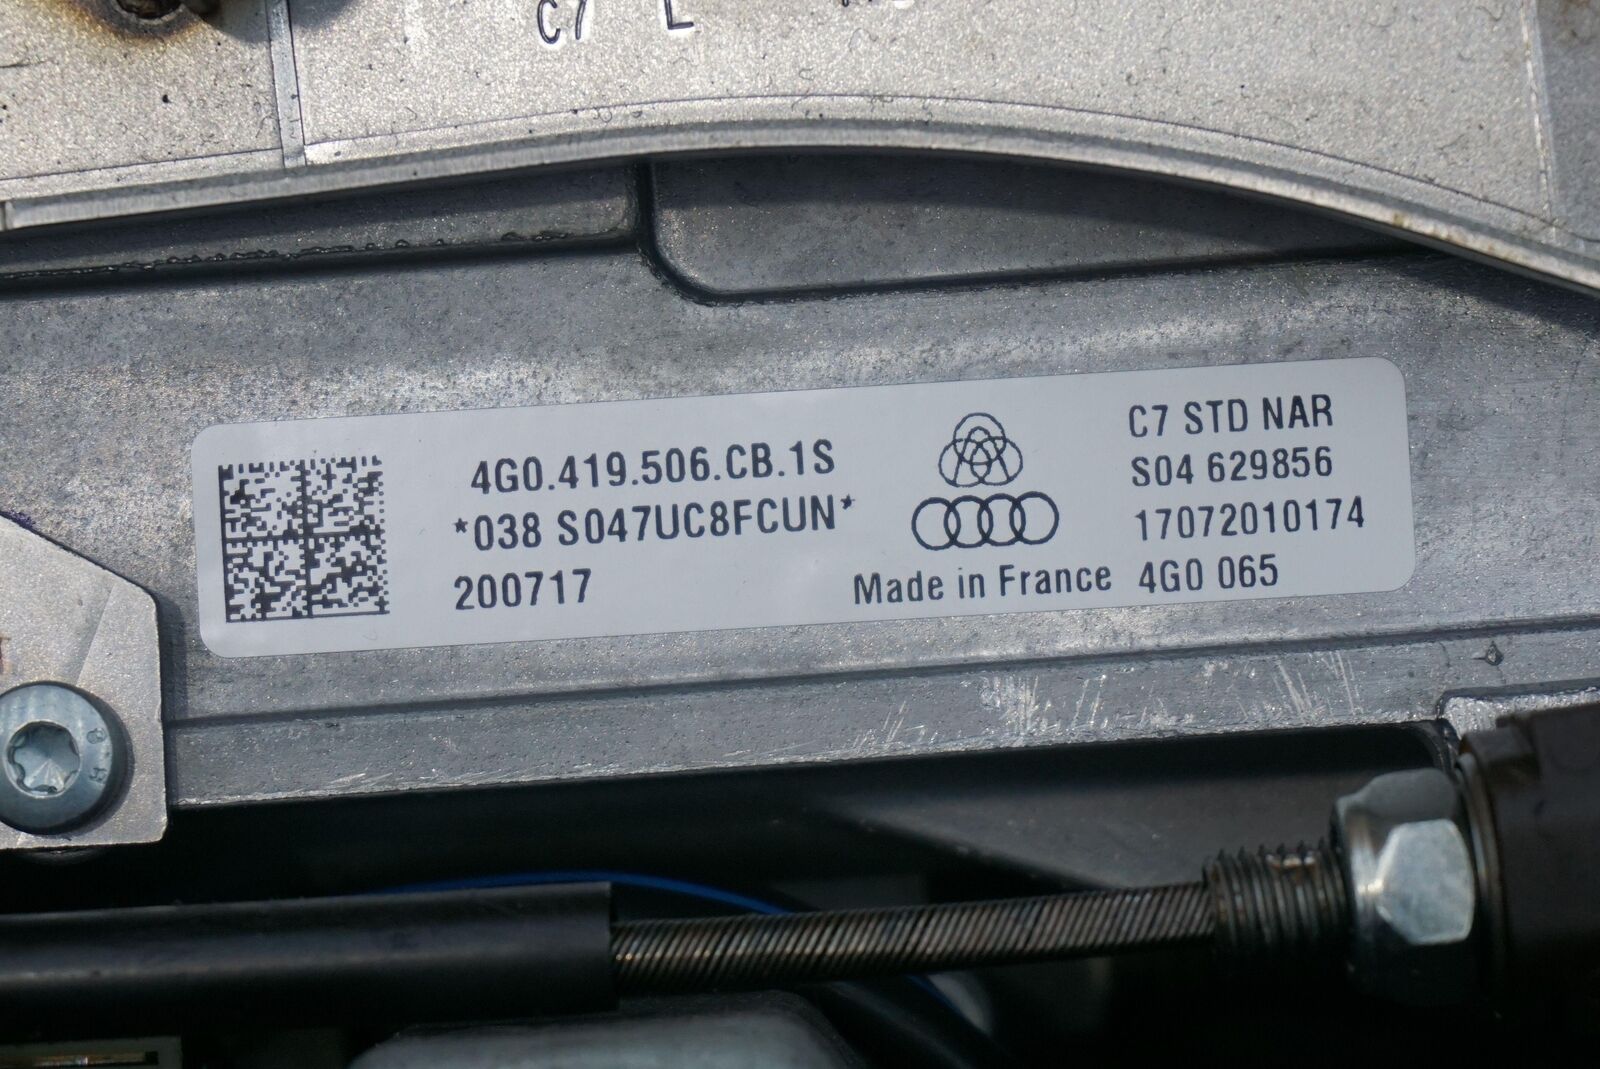 C7 L
4G0.419.506.CB.1S
*038 S047UC8FCUN*
200717
Made in France
C7 STD NAR
S04 629856
17072010174
4G0 065